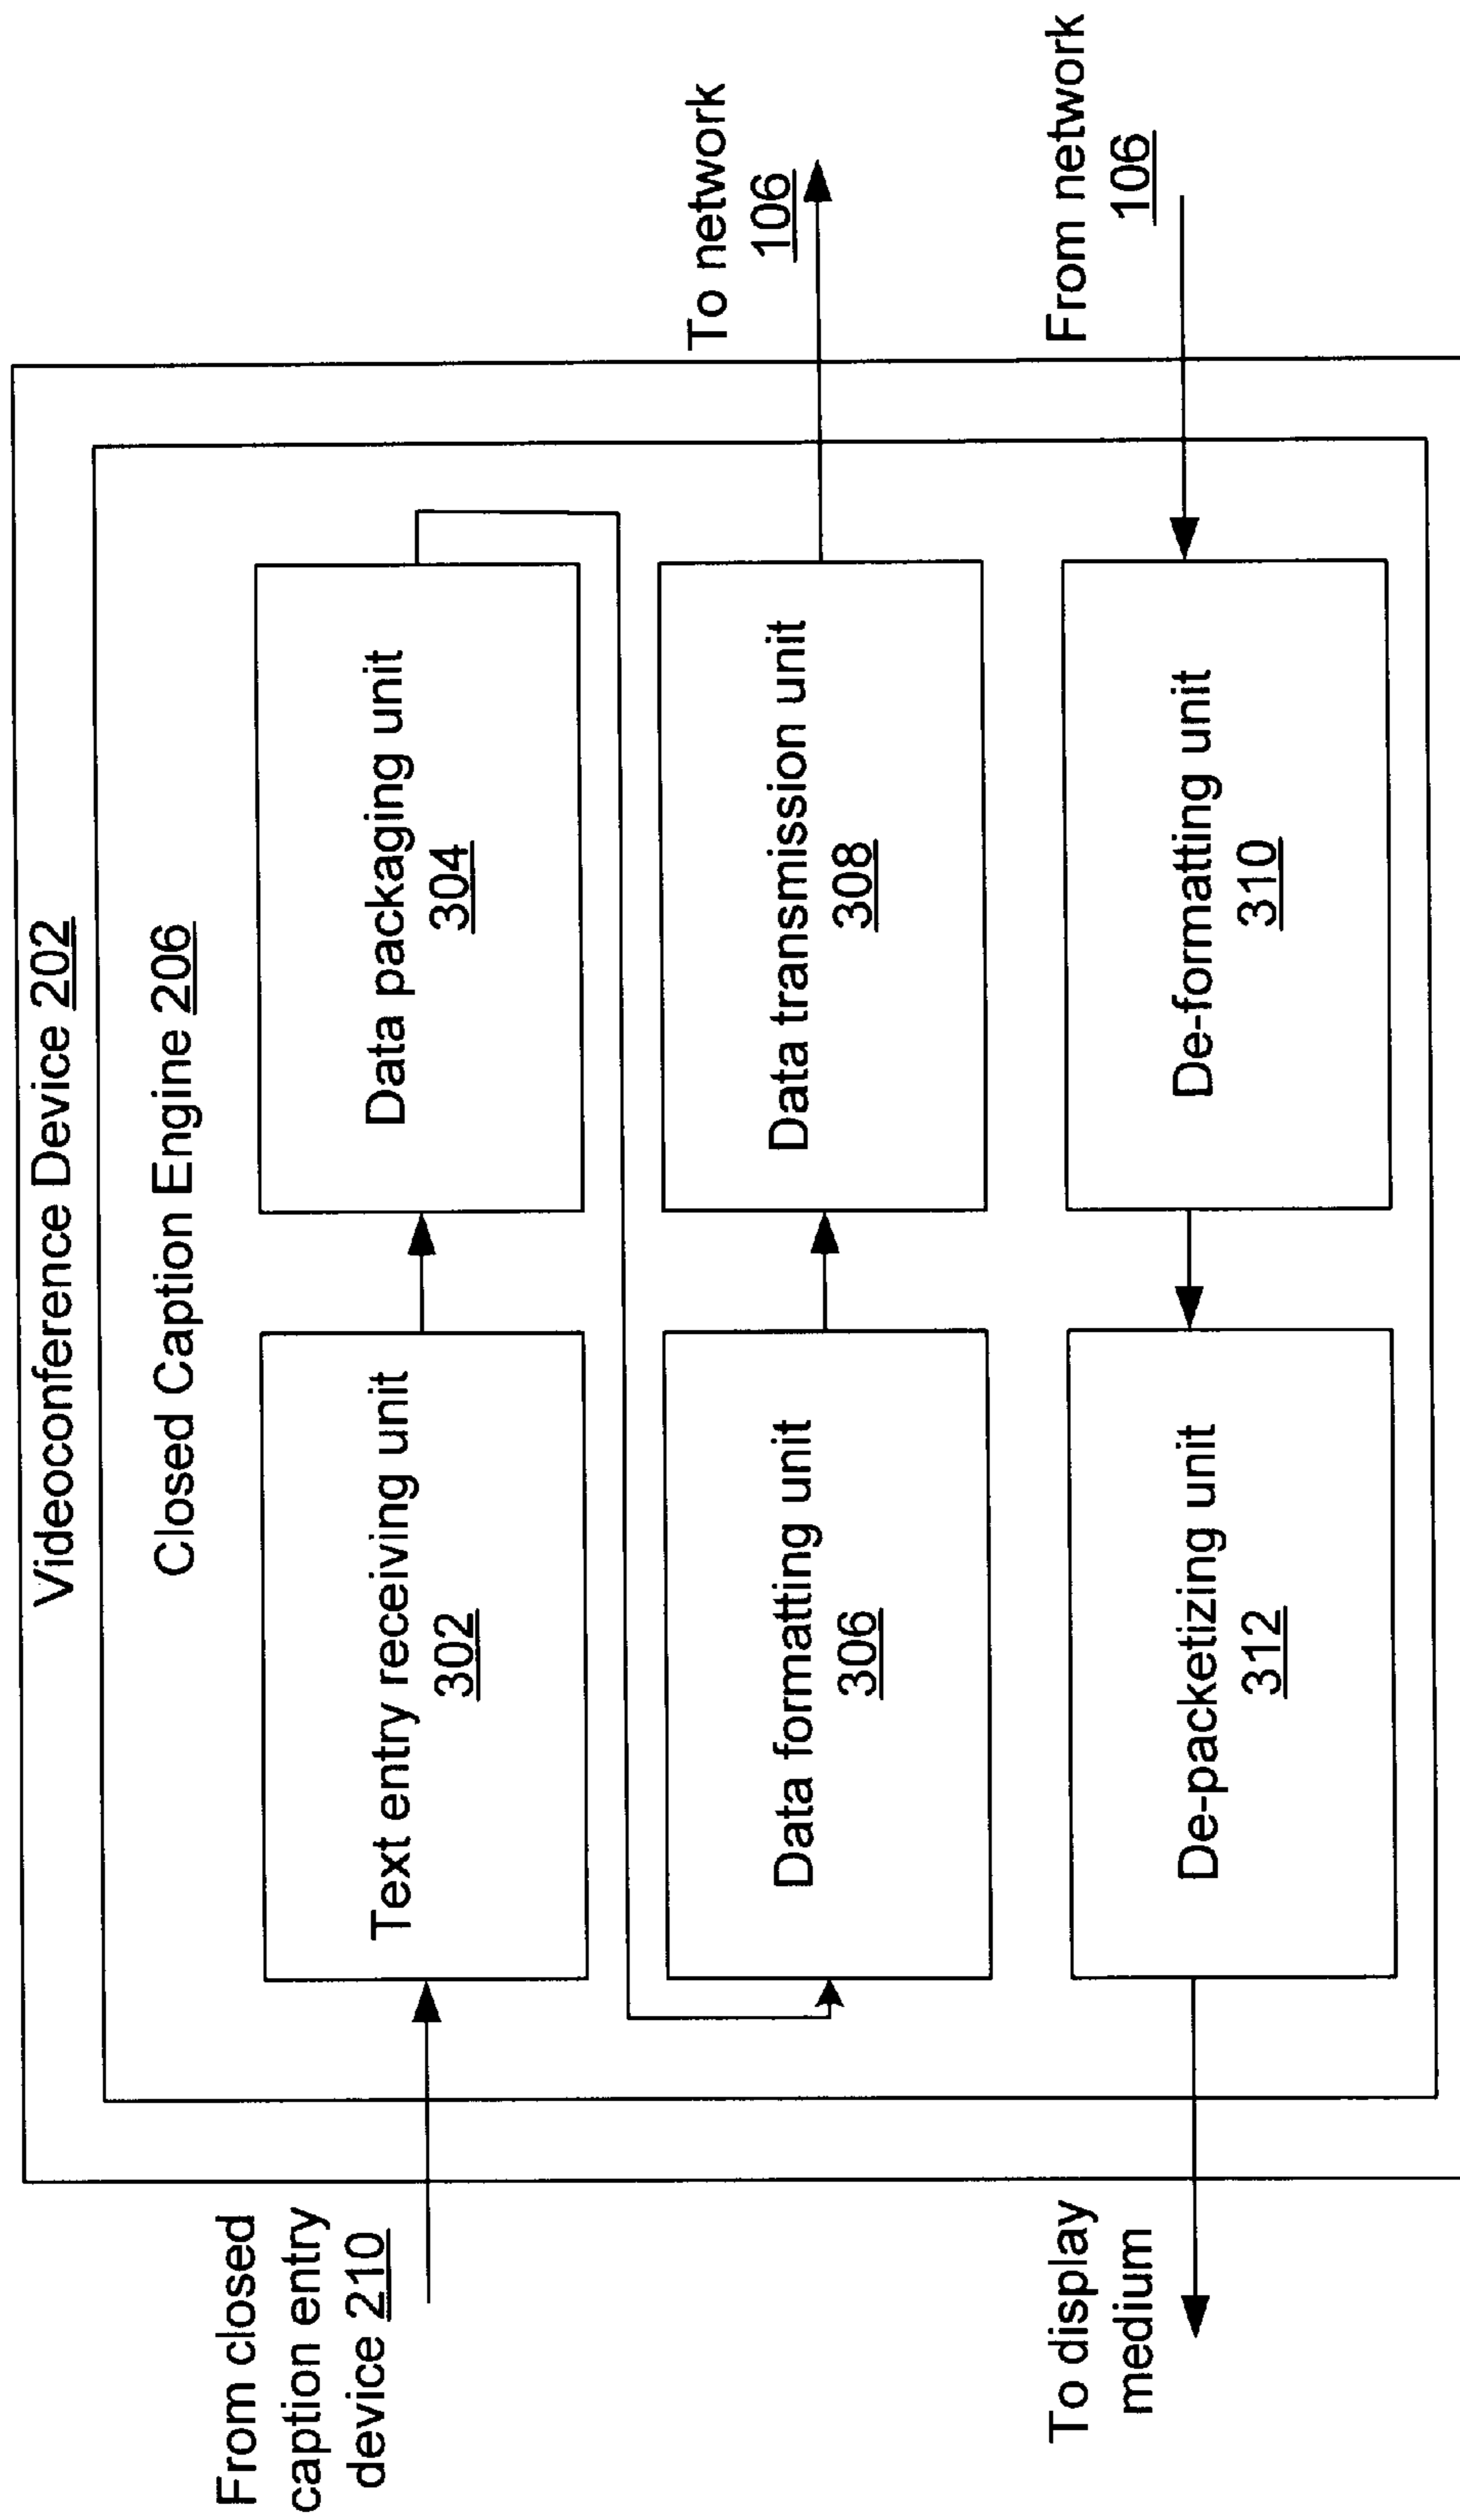 Videoconference Device 202
Closed Caption Engine 206
From closed
caption entry
device 210
Text entry receiving unit
302
Data packaging unit
304
Data formatting unit
306
Data transmission unit
308
To network
106
From network
106
De-formatting unit
310
De-packetizing unit
312
To display
medium